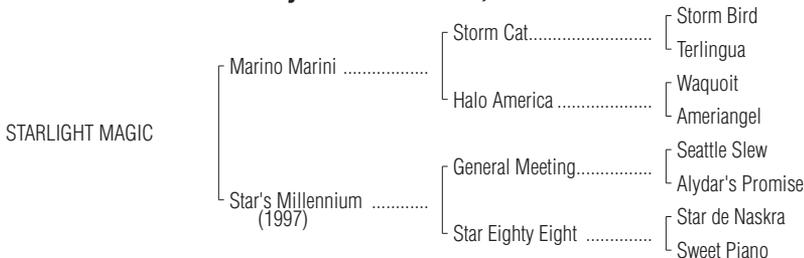 Storm Bird
Storm Cat..........................
Terlingua
Marino Marini ..................
Waquoit
Halo America ....................
Ameriangel
STARLIGHT MAGIC
Seattle Slew
General Meeting................
Alydar's Promise
Star's Millennium ............
(1997)
Star de Naskra
Star Eighty Eight ..............
Sweet Piano